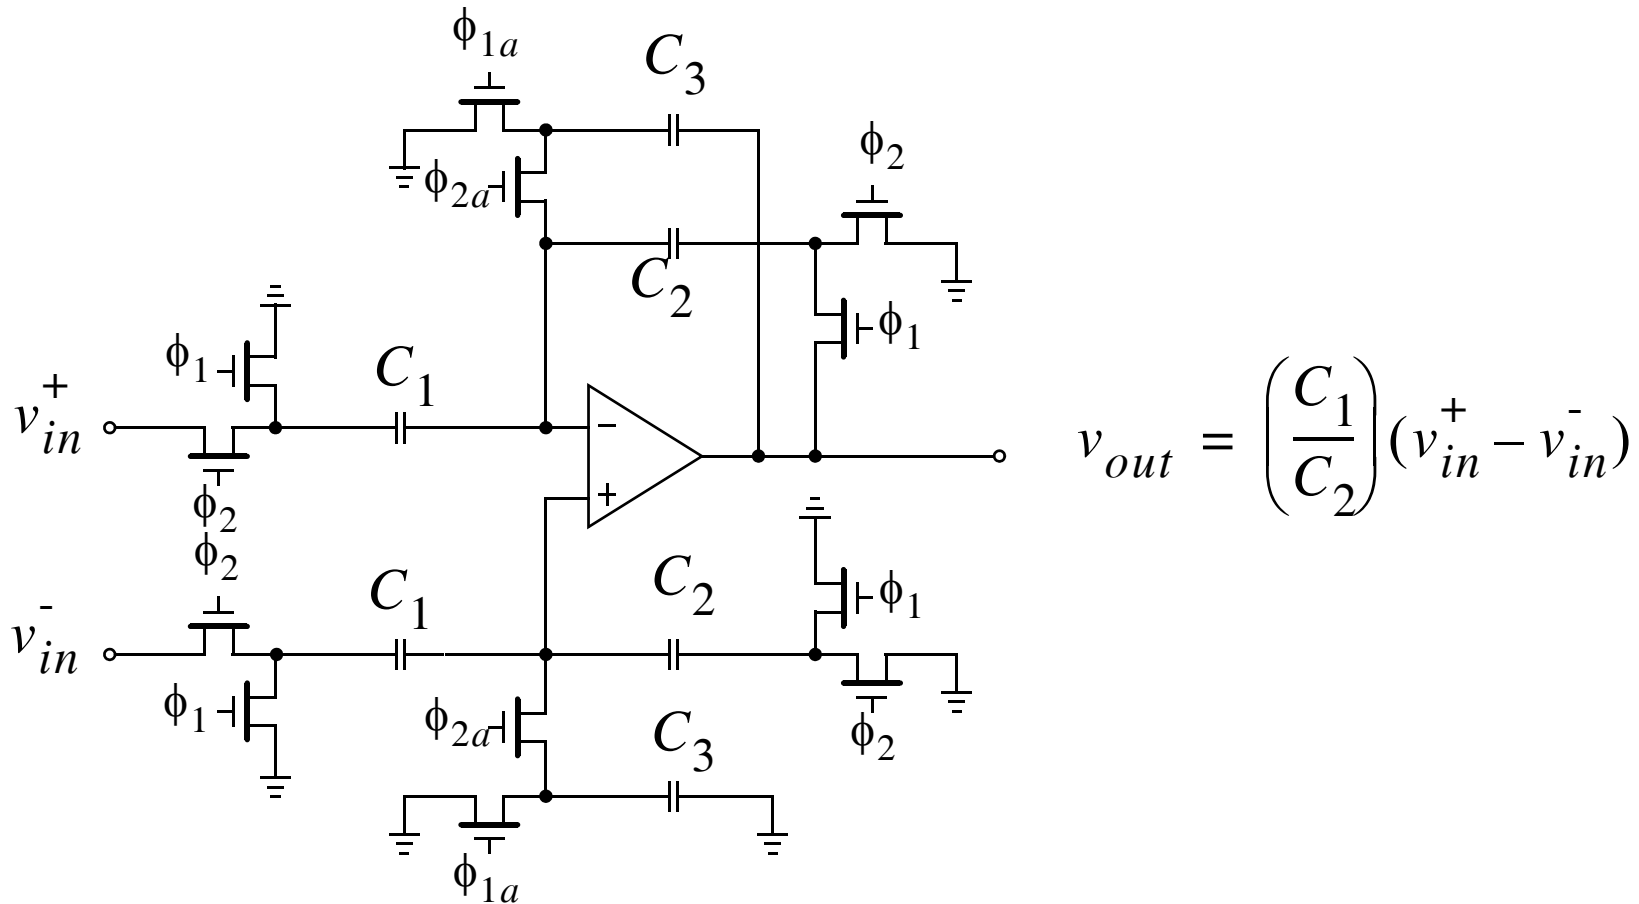 ϕ1a
C3
ϕ2
ϕ2a
C2
ϕ1
ϕ1
C1
v+in
−
+
vout = (C1/C2)(v+in − v-in)
ϕ2
ϕ2
C1
C2
ϕ1
v-in
ϕ1
ϕ2a
C3
ϕ2
ϕ1a